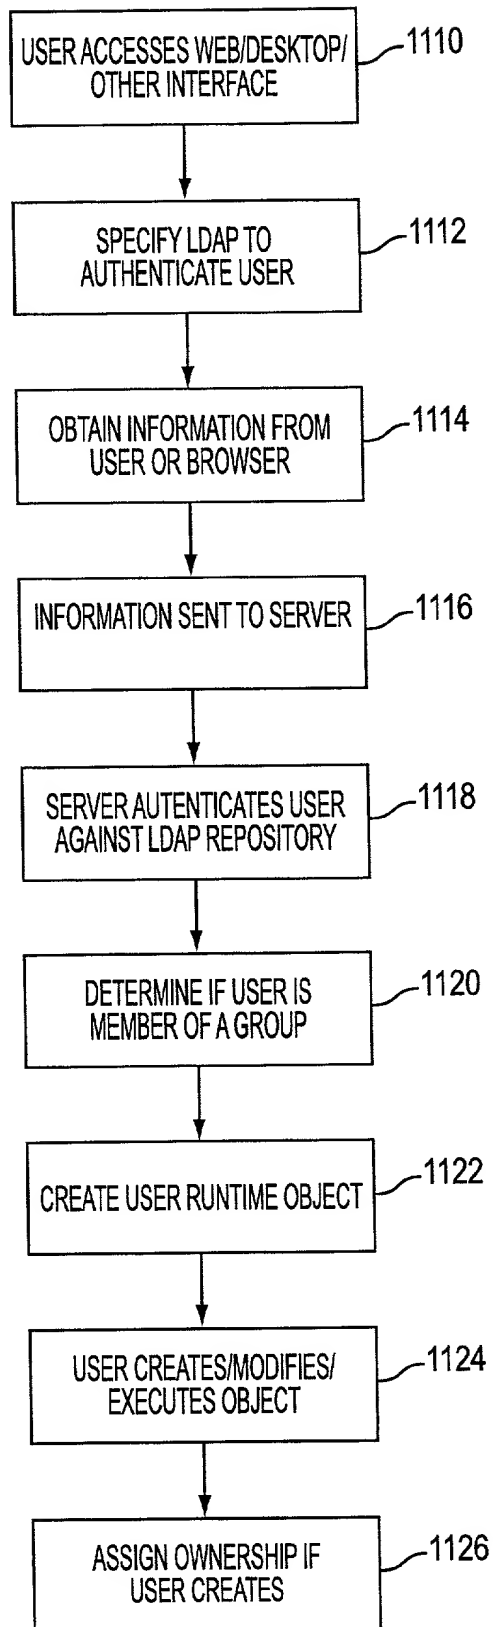 USER ACCESSES WEB/DESKTOP/
OTHER INTERFACE
1110
SPECIFY LDAP TO
AUTHENTICATE USER
1112
OBTAIN INFORMATION FROM
USER OR BROWSER
1114
INFORMATION SENT TO SERVER
1116
SERVER AUTENTICATES USER
AGAINST LDAP REPOSITORY
1118
DETERMINE IF USER IS
MEMBER OF A GROUP
1120
CREATE USER RUNTIME OBJECT
1122
USER CREATES/MODIFIES/
EXECUTES OBJECT
1124
ASSIGN OWNERSHIP IF
USER CREATES
1126